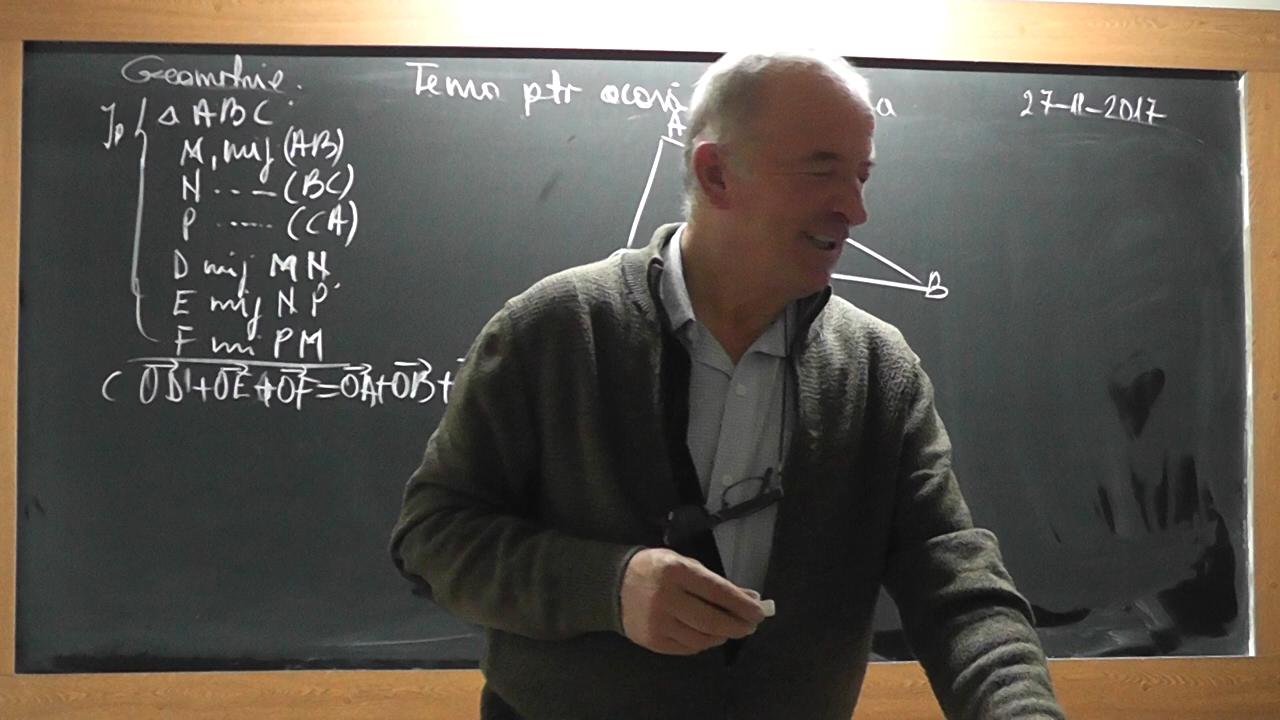 Geometrie.
Tema ptr acasă a
27-11-2017
Ip Δ ABC
M, mij (AB)
N ..-- (BC)
P ..... (CA)
D mij MN
E mij NP
F mi PM
C OD+OE+OF=OA+OB+
A
B